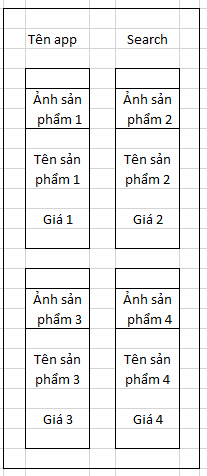 Tên app Search
Ảnh sản Ảnh sản
phẩm 1 phẩm 2
Tên sản Tên sản
phẩm 1 phẩm 2
Giá 1 Giá 2
Ảnh sản Ảnh sản
phẩm 3 phẩm 4
Tên sản Tên sản
phẩm 3 phẩm 4
Giá 3 Giá 4